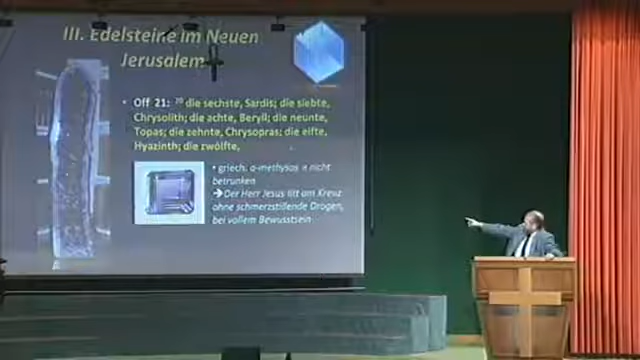 III. Edelsteine im Neuen
Jerusalem
• Off 21: 20 die sechste, Sardis; die siebte,
Chrysolith; die achte, Beryll; die neunte,
Topas; die zehnte, Chrysopras; die elfte,
Hyazinth; die zwölfte,
• griech. a-methysios = nicht
betrunken
➔Der Herr Jesus litt am Kreuz
ohne schmerzstillende Drogen,
bei vollem Bewusstsein